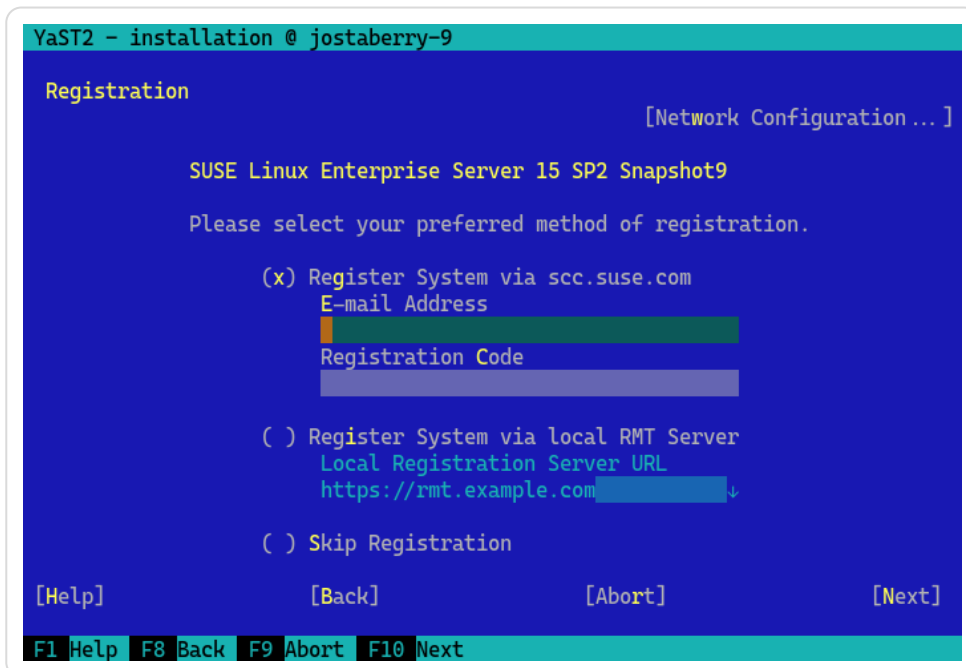 YaST2 - installation @ jostaberry-9
Registration
[Network Configuration...]
SUSE Linux Enterprise Server 15 SP2 Snapshot9
Please select your preferred method of registration.
(x) Register System via scc.suse.com
E-mail Address
Registration Code
( ) Register System via local RMT Server
Local Registration Server URL
https://rmt.example.com ↓
( ) Skip Registration
[Help] [Back] [Abort] [Next]
F1 Help F8 Back F9 Abort F10 Next